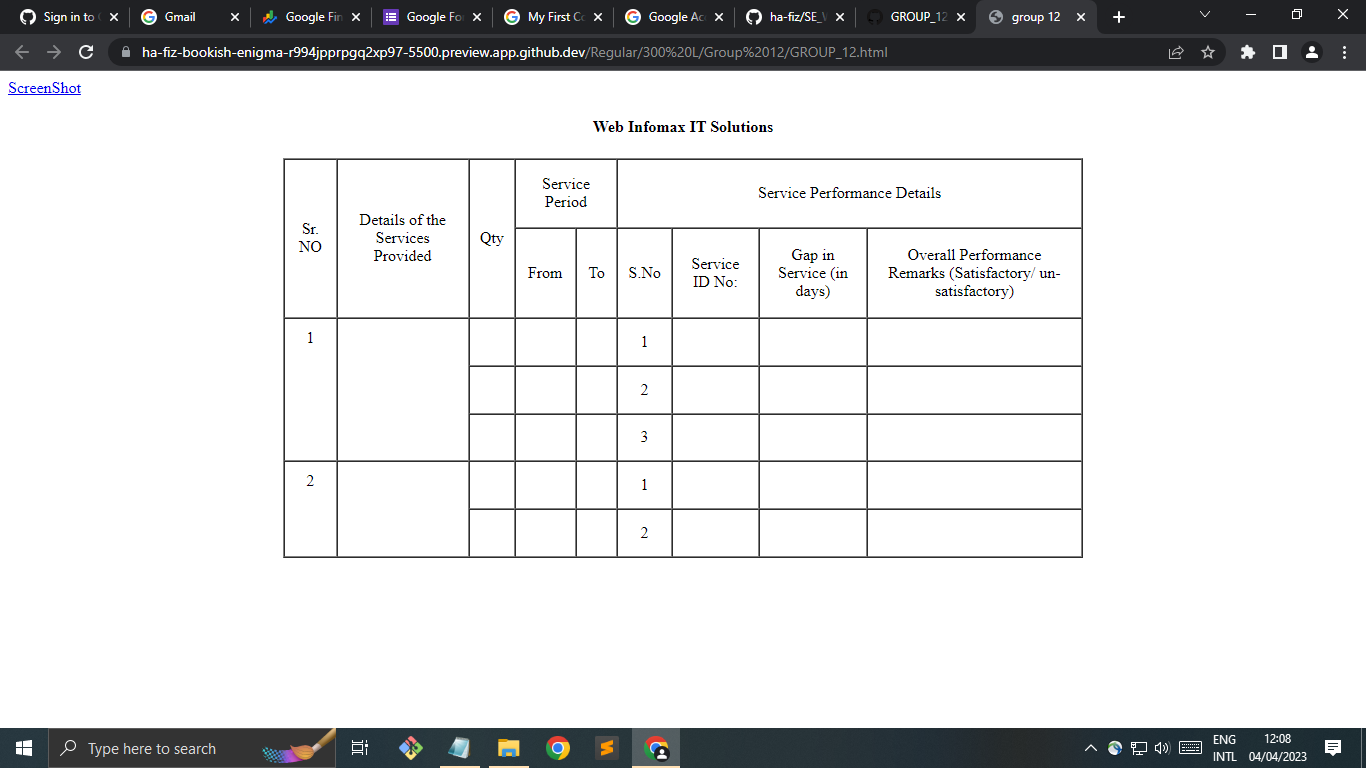 Sign in to
Gmail
Google Fin
Google Fo
My First Co
Google Ac
ha-fiz/SE_
GROUP_12
group 12
ha-fiz-bookish-enigma-r994jpprpgq2xp97-5500.preview.app.github.dev/Regular/300%20L/Group%2012/GROUP_12.html
ScreenShot
Web Infomax IT Solutions
Sr.
NO
Details of the
Services
Provided
Qty
Service
Period
Service Performance Details
From
To
S.No
Service
ID No:
Gap in
Service (in
days)
Overall Performance
Remarks (Satisfactory/ un-
satisfactory)
1
1
2
3
2
1
2
Type here to search
ENG
INTL
12:08
04/04/2023